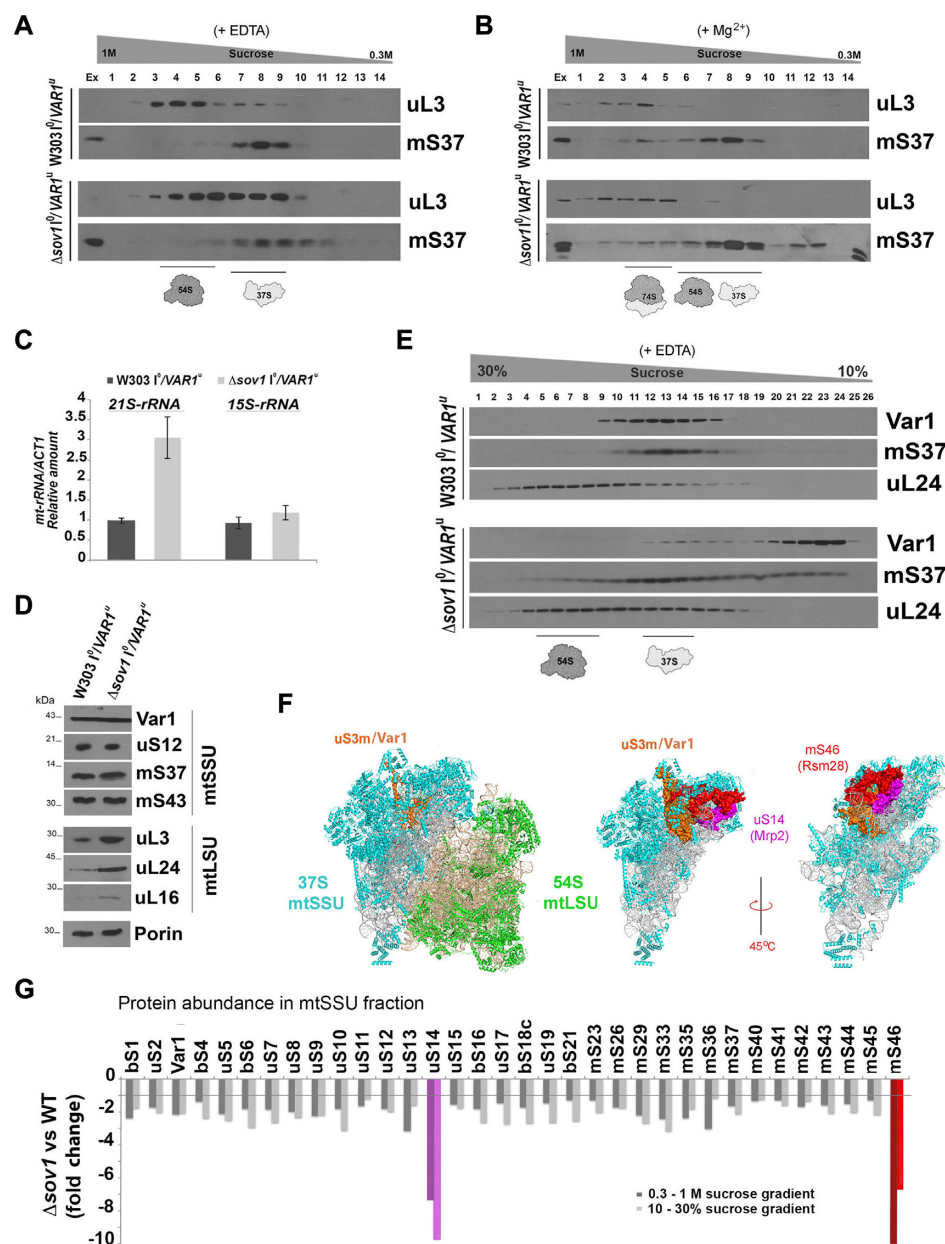 A
(+ EDTA)
1M Sucrose 0.3M
Ex 1 2 3 4 5 6 7 8 9 10 11 12 13 14
W303 I⁰/VAR1ᵘ
uL3
mS37
Δsov1 I⁰/VAR1ᵘ
uL3
mS37
54S 37S
B
(+ Mg²⁺)
1M Sucrose 0.3M
Ex 1 2 3 4 5 6 7 8 9 10 11 12 13 14
W303 I⁰/VAR1ᵘ
uL3
mS37
Δsov1 I⁰/VAR1ᵘ
uL3
mS37
74S 54S 37S
C
W303 I⁰/VAR1ᵘ Δsov1 I⁰/VAR1ᵘ
21S-rRNA 15S-rRNA
mt-rRNA/ACT1
Relative amount
4
3.5
3
2.5
2
1.5
1
0.5
0
D
W303 I⁰/VAR1ᵘ
Δsov1 I⁰/VAR1ᵘ
kDa
43 Var1
21 uS12
14 mS37
30 mS43
mtSSU
30 uL3
45 uL24
30 uL16
mtLSU
30 Porin
E
(+ EDTA)
30% Sucrose 10%
1 2 3 4 5 6 7 8 9 10 11 12 13 14 15 16 17 18 19 20 21 22 23 24 25 26
W303 I⁰/VAR1ᵘ
Var1
mS37
uL24
Δsov1 I⁰/VAR1ᵘ
Var1
mS37
uL24
54S 37S
F
uS3m/Var1
37S
mtSSU
54S
mtLSU
uS3m/Var1
uS14
(Mrp2)
45ºC
mS46
(Rsm28)
G
Protein abundance in mtSSU fraction
bS1 uS2 Var1 bS4 uS5 bS6 uS7 uS8 uS9 uS10 uS11 uS12 uS13 uS14 uS15 bS16 uS17 bS18c uS19 bS21 mS23 mS26 mS29 mS33 mS35 mS36 mS37 mS40 mS41 mS42 mS43 mS44 mS45 mS46
Δsov1 vs WT
(fold change)
0
-2
-4
-6
-8
-10
0.3 - 1 M sucrose gradient
10 - 30% sucrose gradient